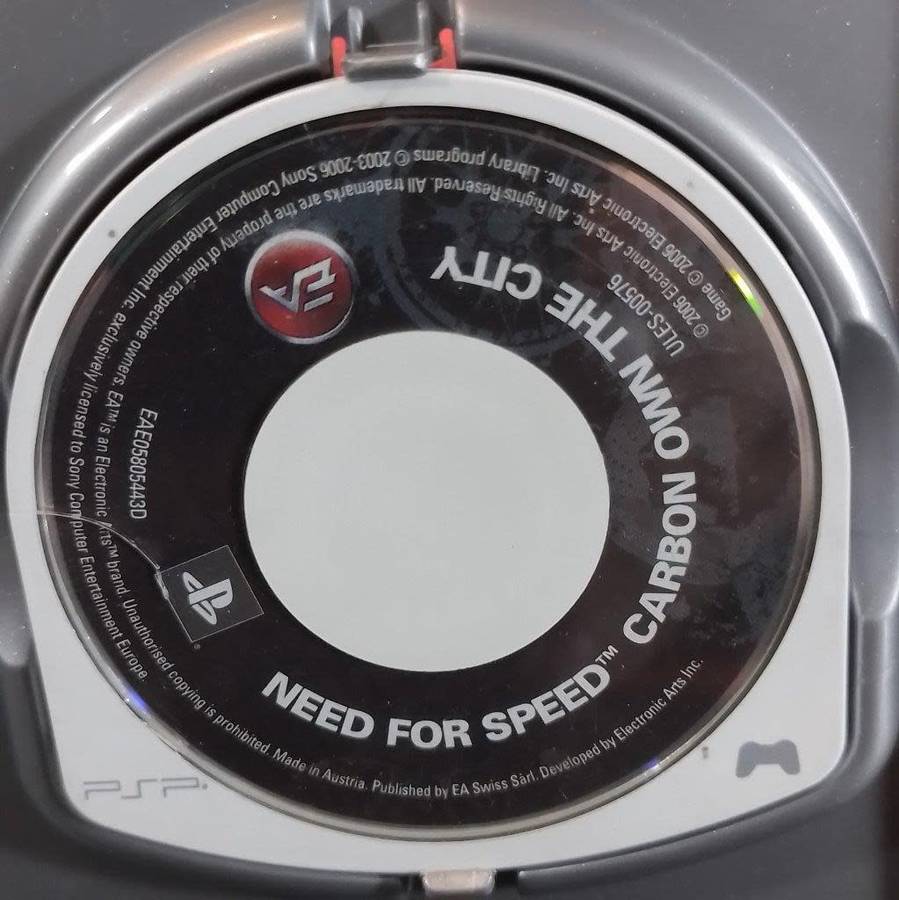 NEED FOR SPEED™ CARBON OWN THE CITY
EA
EAE05805443D
ULES-00576
© 2006 Electronic Arts Inc. All Rights Reserved. All trademarks are the property of their respective owners. EA™ is an Electronic Arts™ brand. Unauthorised copying is prohibited. Made in Austria. Published by EA Swiss Sàrl. Developed by Electronic Arts Inc.
Game © 2006 Electronic Arts Inc. Library programs © 2003-2006 Sony Computer Entertainment Inc. exclusively licensed to Sony Computer Entertainment Europe.
PSP